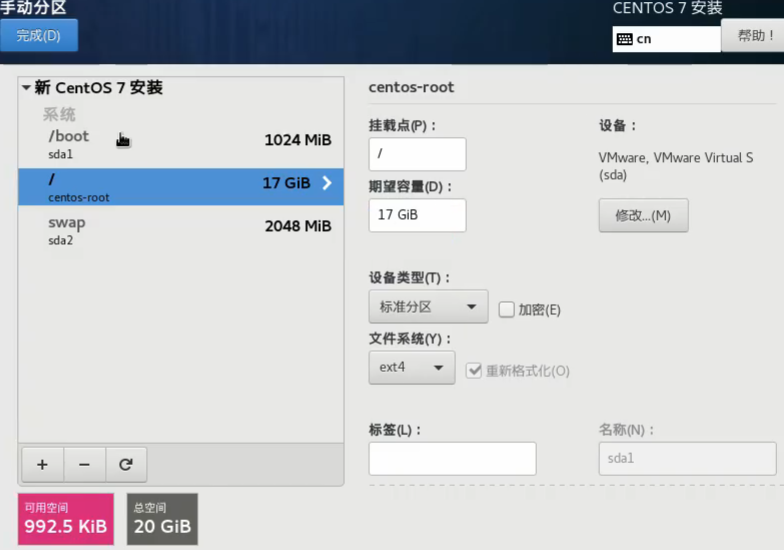 手动分区
CENTOS 7 安装
完成(D)
cn
帮助！
新 CentOS 7 安装
系统
/boot
1024 MiB
sda1
/
17 GiB
centos-root
swap
2048 MiB
sda2
centos-root
挂载点(P)：
/
期望容量(D)：
17 GiB
设备：
VMware, VMware Virtual S
(sda)
修改...(M)
设备类型(T)：
标准分区
加密(E)
文件系统(Y)：
ext4
重新格式化(O)
标签(L)：
名称(N)：
sda1
+
−
可用空间
992.5 KiB
总空间
20 GiB